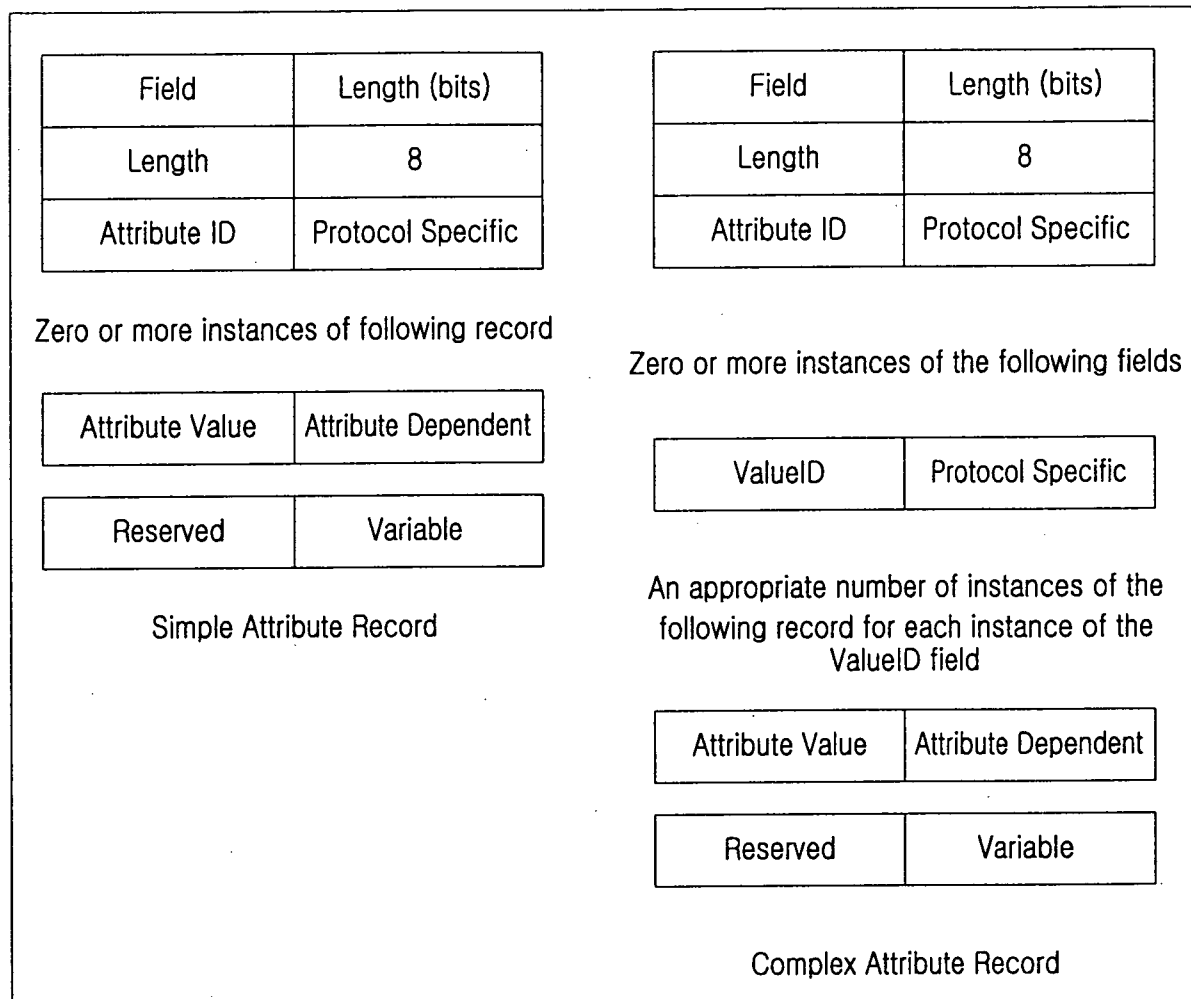 Field Length (bits)
Length 8
Attribute ID Protocol Specific
Zero or more instances of following record
Attribute Value Attribute Dependent
Reserved Variable
Simple Attribute Record
Field Length (bits)
Length 8
Attribute ID Protocol Specific
Zero or more instances of the following fields
ValueID Protocol Specific
An appropriate number of instances of the
following record for each instance of the
ValueID field
Attribute Value Attribute Dependent
Reserved Variable
Complex Attribute Record